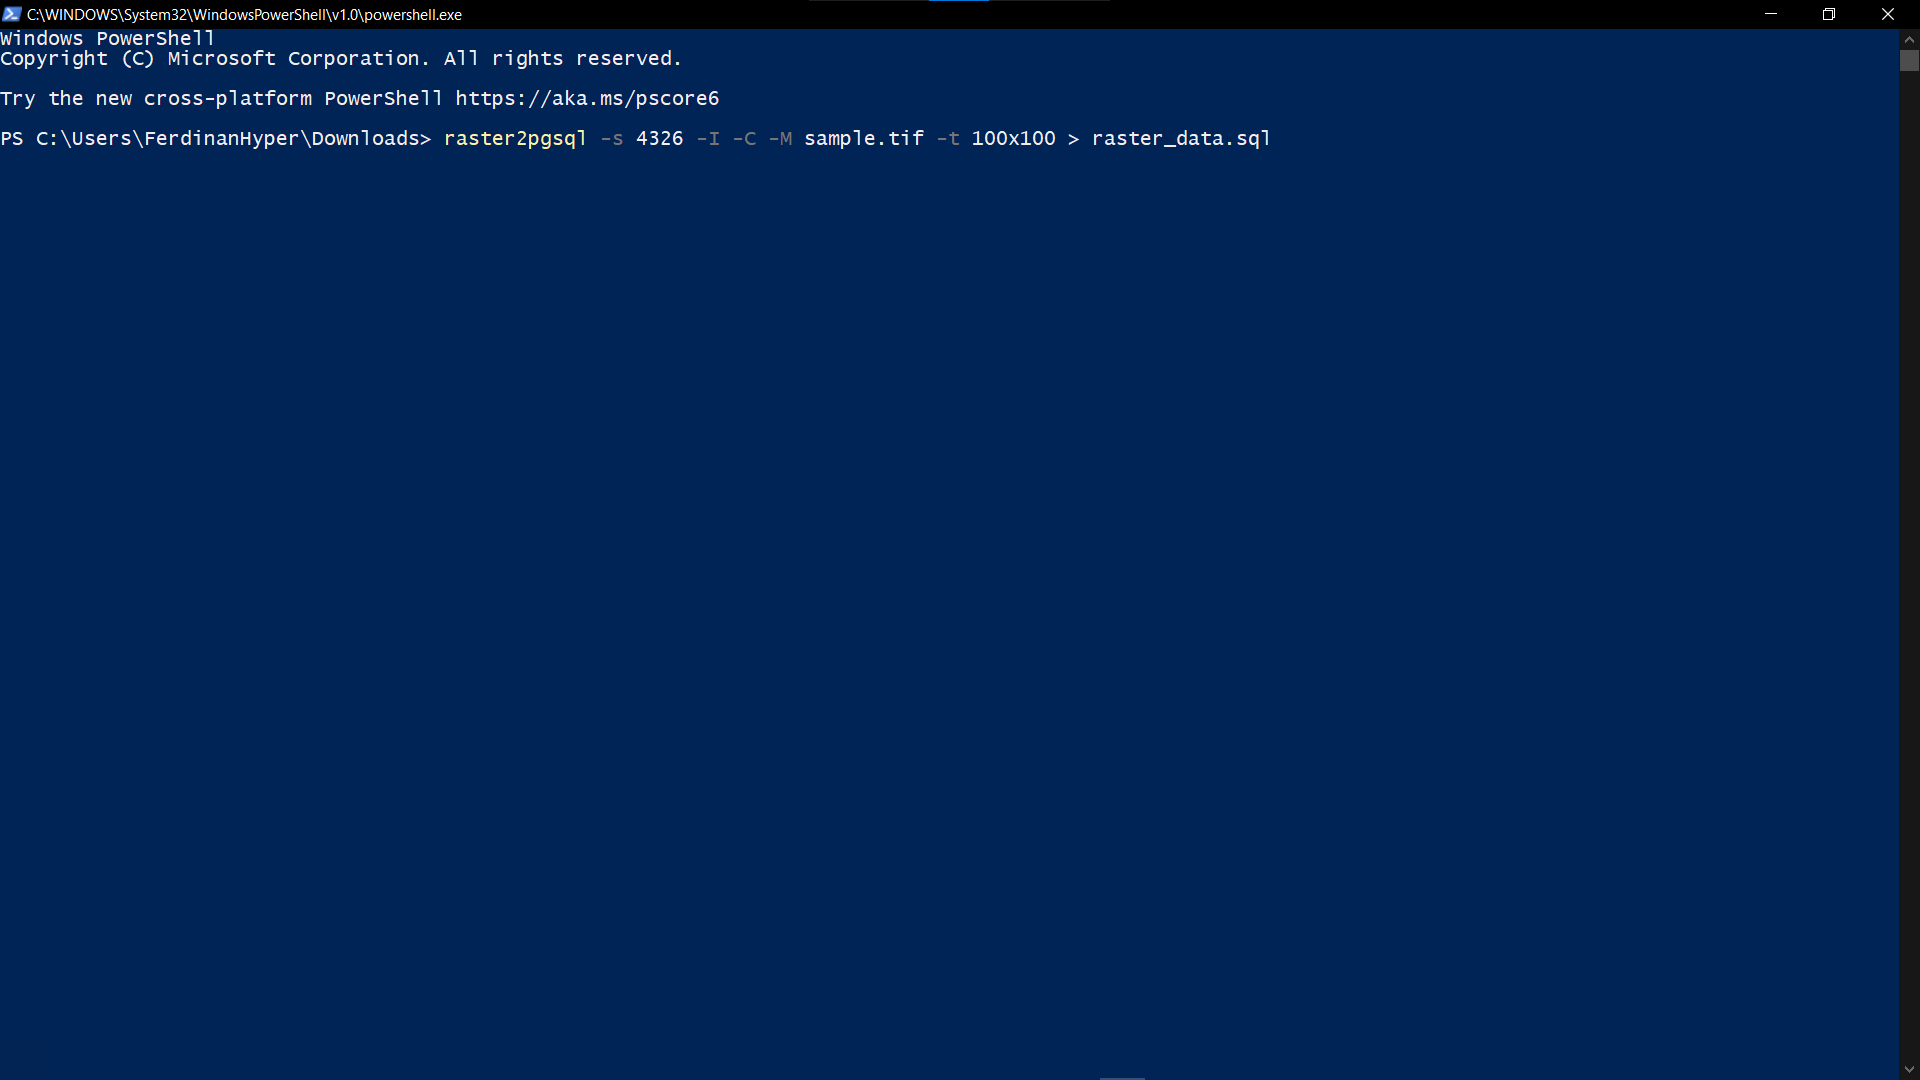 C:\WINDOWS\System32\WindowsPowerShell\v1.0\powershell.exe
Windows PowerShell
Copyright (C) Microsoft Corporation. All rights reserved.
Try the new cross-platform PowerShell https://aka.ms/pscore6
PS C:\Users\FerdinanHyper\Downloads> raster2pgsql -s 4326 -I -C -M sample.tif -t 100x100 > raster_data.sql